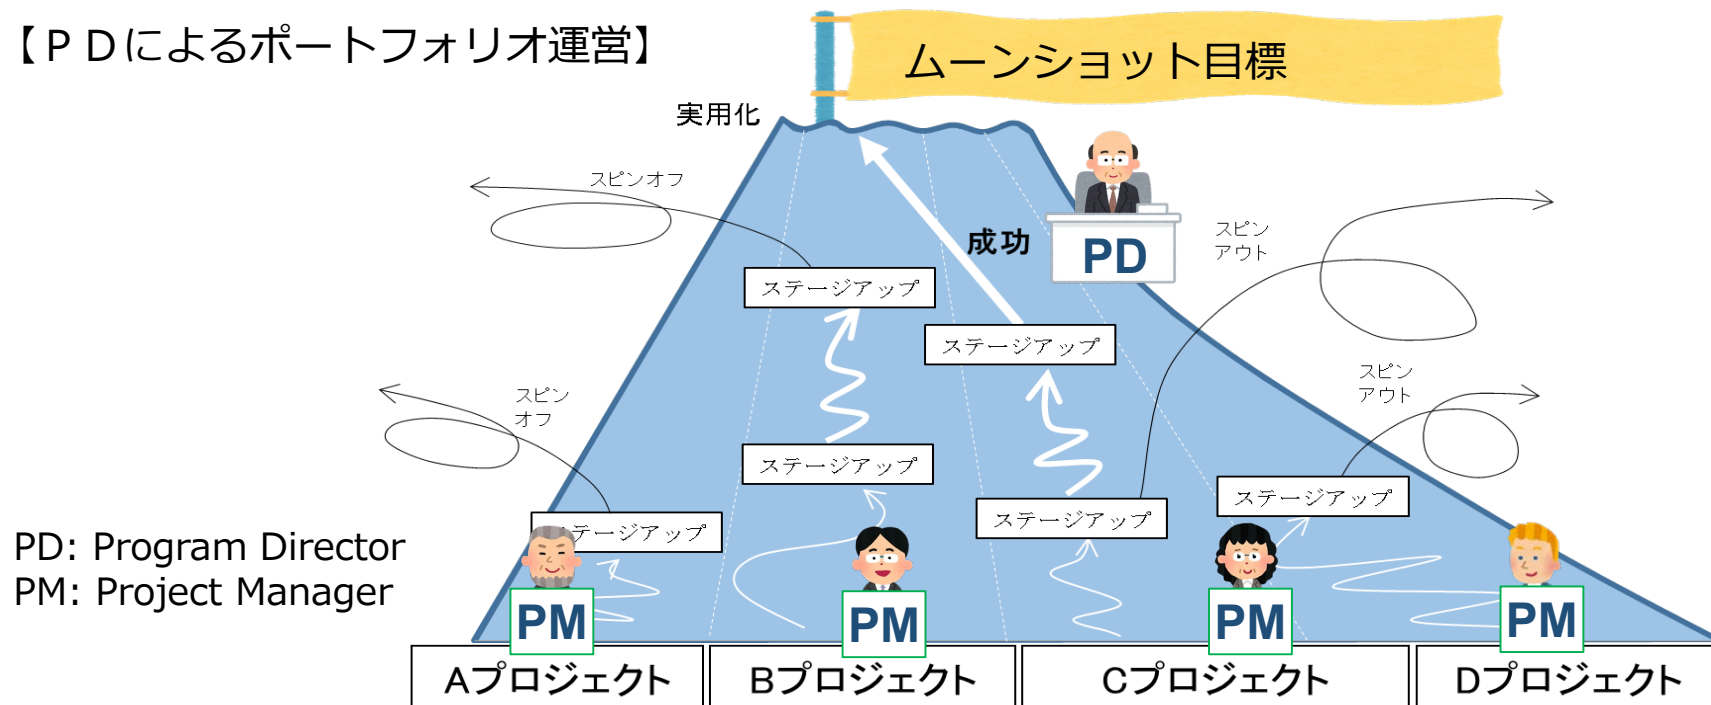 【ＰＤによるポートフォリオ運営】
ムーンショット目標
実用化
スピンオフ
成功
PD
スピン
アウト
ステージアップ
ステージアップ
スピン
オフ
スピン
アウト
ステージアップ
ステージアップ
ステージアップ
テージアップ
PD: Program Director
PM: Project Manager
PM
PM
PM
PM
Aプロジェクト
Bプロジェクト
Cプロジェクト
Dプロジェクト